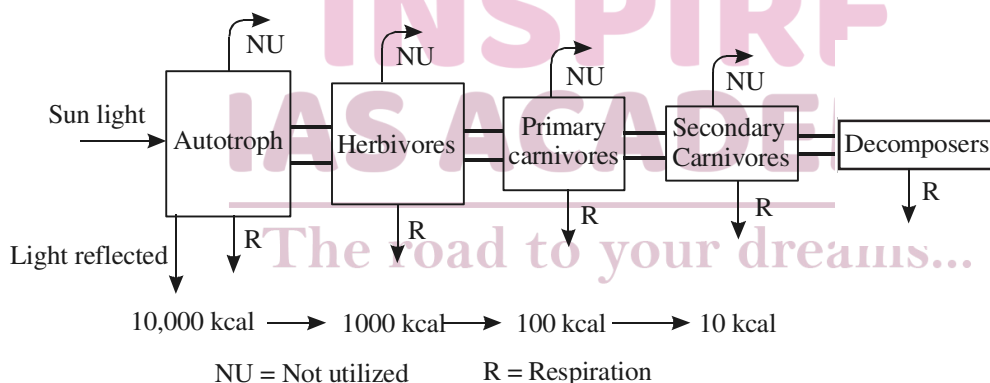 INSPIRE
IAS ACADE
NU NU NU NU
Sun light
Autotroph
Herbivores
Primary
carnivores
Secondary
Carnivores
Decomposers
R R R R R
Light reflected
The road to your dreams...
10,000 kcal 1000 kcal 100 kcal 10 kcal
NU = Not utilized R = Respiration